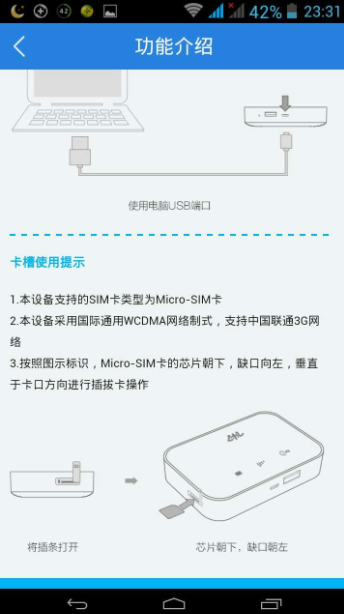 42
42%
23:31
功能介绍
使用电脑USB端口
卡槽使用提示
1.本设备支持的SIM卡类型为Micro-SIM卡
2.本设备采用国际通用WCDMA网络制式，支持中国联通3G网
络
3.按照图示标识，Micro-SIM卡的芯片朝下，缺口向左，垂直
于卡口方向进行插拔卡操作
将插条打开
芯片朝下，缺口朝左